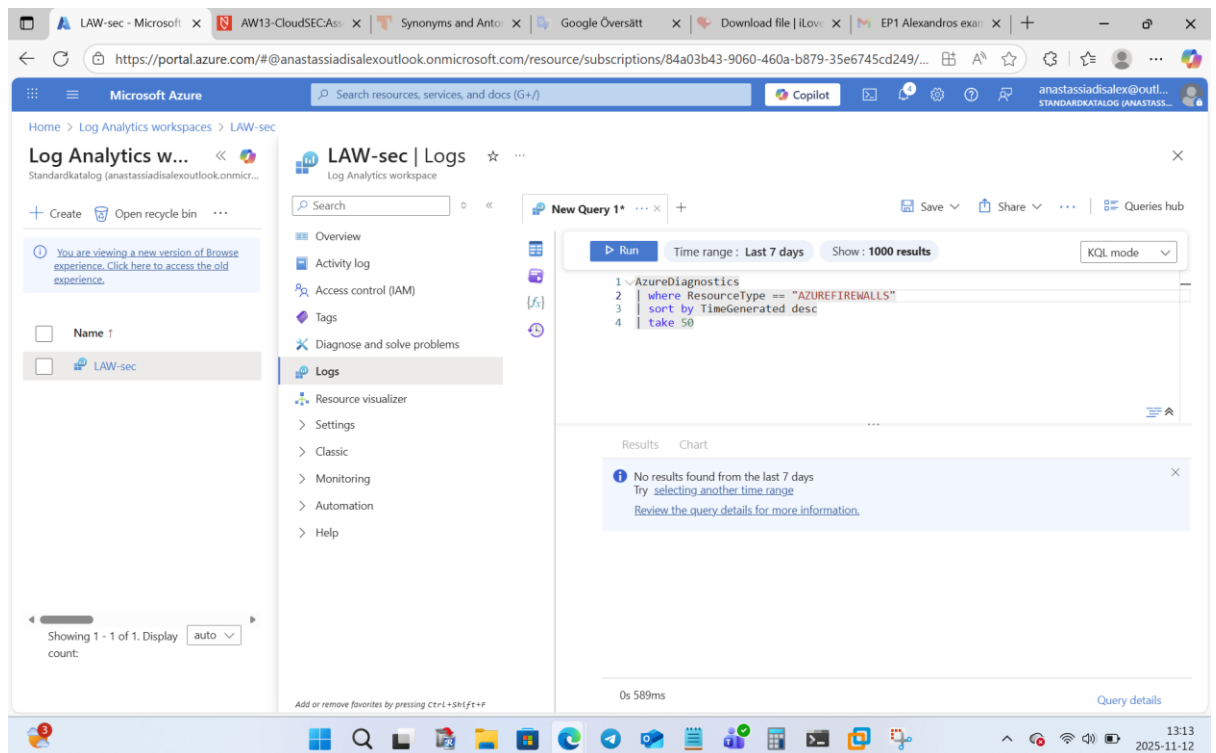 LAW-sec - Microsoft
AW13-CloudSEC:Ass
Synonyms and Anto
Google Översätt
Download file | iLove
EP1 Alexandros exam
https://portal.azure.com/#@anastassiadisalexoutlook.onmicrosoft.com/resource/subscriptions/84a03b43-9060-460a-b879-35e6745cd249/...
Microsoft Azure
Search resources, services, and docs (G+/)
Copilot
4
anastassiadisalex@outl...
STANDARDKATALOG (ANASTASS...
Home > Log Analytics workspaces > LAW-sec
Log Analytics w...
Standardkatalog (anastassiadisalexoutlook.onmicr...
+ Create
Open recycle bin
...
You are viewing a new version of Browse
experience. Click here to access the old
experience.
Name ↑
LAW-sec
Showing 1 - 1 of 1. Display
auto
count:
LAW-sec | Logs
Log Analytics workspace
Search
Overview
Activity log
Access control (IAM)
Tags
Diagnose and solve problems
Logs
Resource visualizer
Settings
Classic
Monitoring
Automation
Help
Add or remove favorites by pressing Ctrl+Shift+F
New Query 1*
Save
Share
Queries hub
Run
Time range : Last 7 days
Show : 1000 results
KQL mode
1 AzureDiagnostics
2 | where ResourceType == "AZUREFIREWALLS"
3 | sort by TimeGenerated desc
4 | take 50
Results
Chart
No results found from the last 7 days
Try selecting another time range
Review the query details for more information.
0s 589ms
Query details
3
13:13
2025-11-12